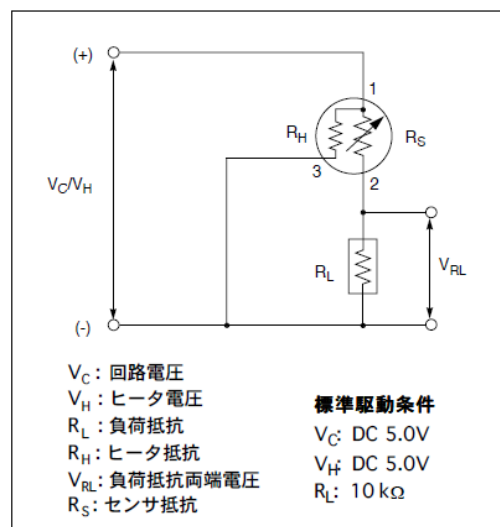 (+)
1
R_H
R_S
3
2
V_C/V_H
R_L
V_RL
(-)
V_C : 回路電圧
V_H : ヒータ電圧
R_L : 負荷抵抗
R_H : ヒータ抵抗
V_RL: 負荷抵抗両端電圧
R_S : センサ抵抗
標準駆動条件
V_C: DC 5.0V
V_H: DC 5.0V
R_L: 10 kΩ